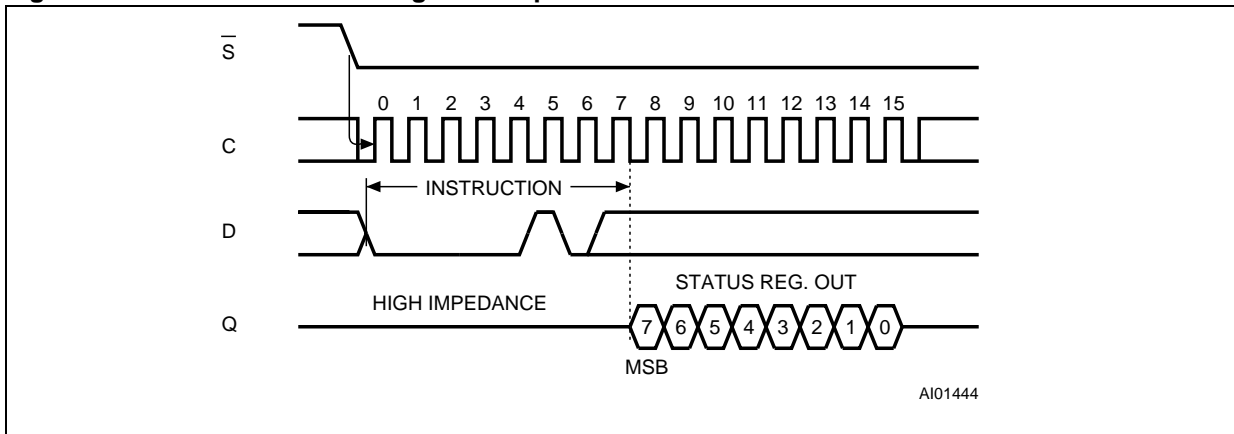 S
0 1 2 3 4 5 6 7 8 9 10 11 12 13 14 15
C
INSTRUCTION
D
STATUS REG. OUT
HIGH IMPEDANCE
Q
7 6 5 4 3 2 1 0
MSB
AI01444